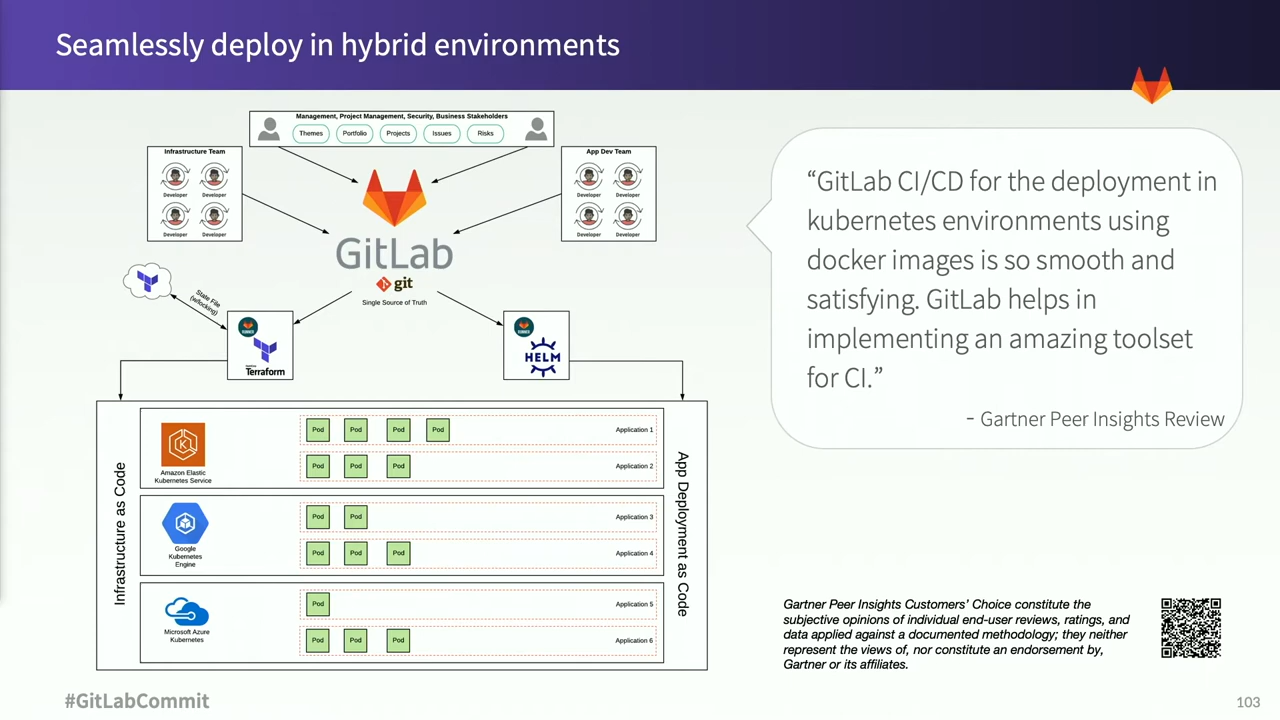 Seamlessly deploy in hybrid environments
Management, Project Management, Security, Business Stakeholders
Themes
Portfolio
Projects
Issues
Risks
Infrastructure Team
Developer
Developer
Developer
Developer
App Dev Team
Developer
Developer
Developer
Developer
GitLab
git
Single Source of Truth
State File
(w/locking)
Terraform
HELM
Infrastructure as Code
Amazon Elastic
Kubernetes Service
Pod
Pod
Pod
Pod
Application 1
Pod
Pod
Pod
Application 2
Google
Kubernetes
Engine
Pod
Pod
Application 3
Pod
Pod
Pod
Application 4
Microsoft Azure
Kubernetes
Pod
Application 5
Pod
Pod
Pod
Application 6
App Deployment as Code
“GitLab CI/CD for the deployment in
kubernetes environments using
docker images is so smooth and
satisfying. GitLab helps in
implementing an amazing toolset
for CI.”
- Gartner Peer Insights Review
Gartner Peer Insights Customers’ Choice constitute the
subjective opinions of individual end-user reviews, ratings, and
data applied against a documented methodology; they neither
represent the views of, nor constitute an endorsement by,
Gartner or its affiliates.
#GitLabCommit
103